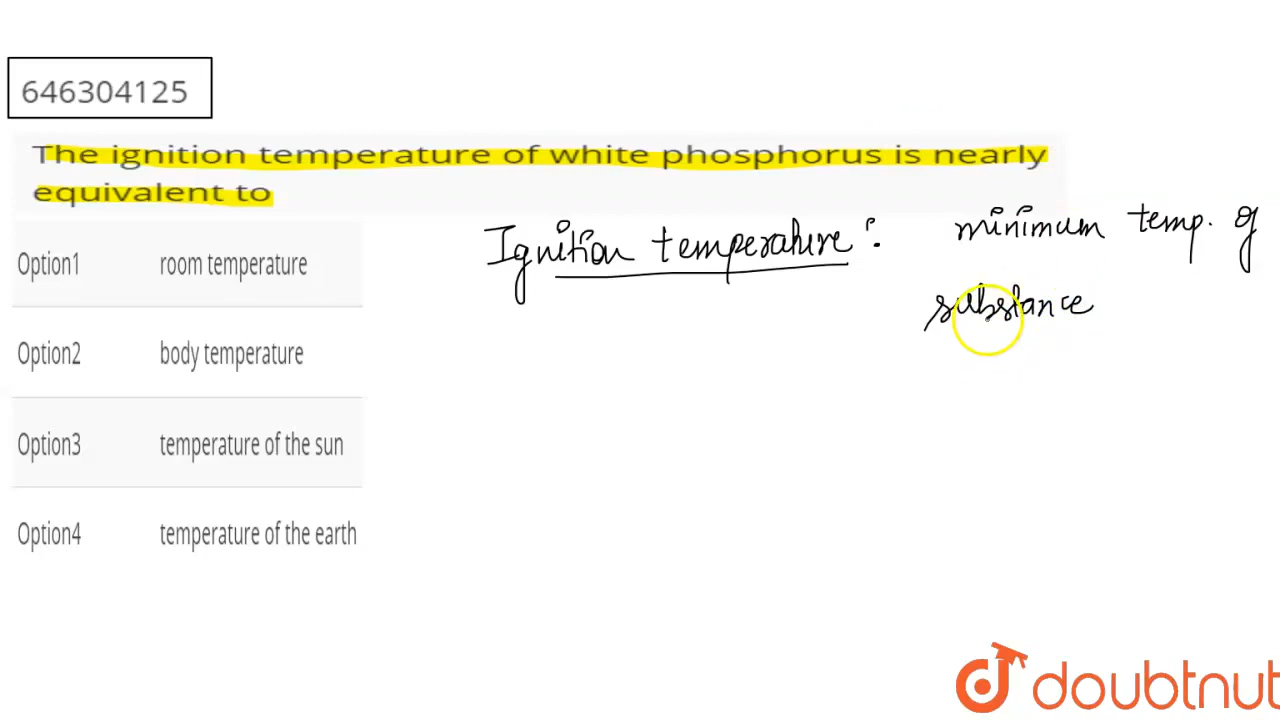 646304125
The ignition temperature of white phosphorus is nearly
equivalent to
Ignition temperature : minimum temp. of
substance
Option1 room temperature
Option2 body temperature
Option3 temperature of the sun
Option4 temperature of the earth
doubtnut